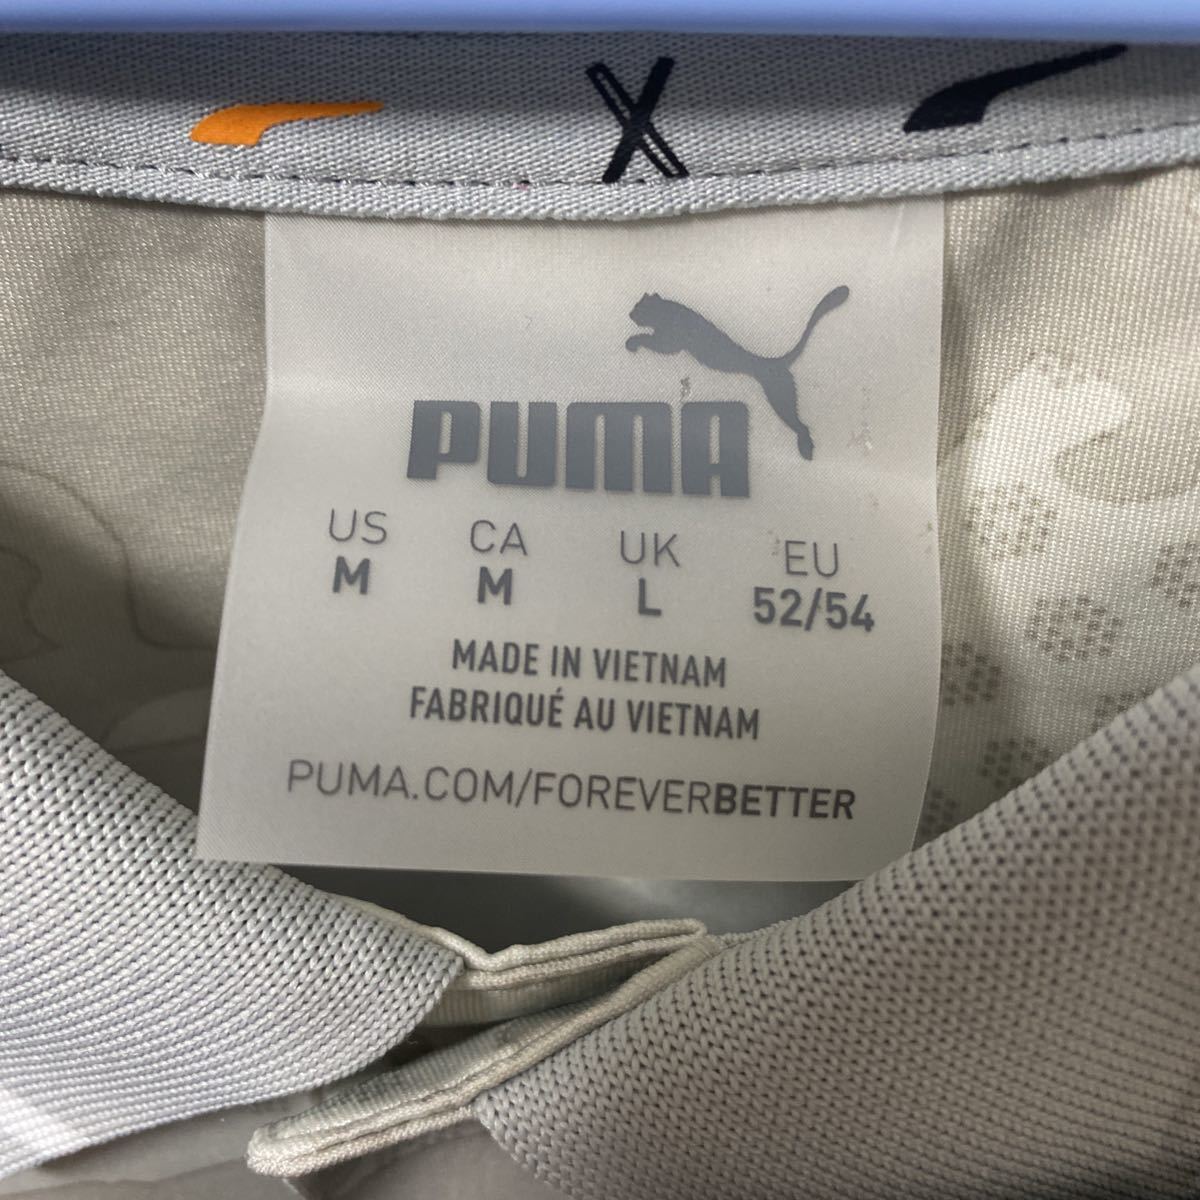 X
PUMA
US CA UK EU
M M L 52/54
MADE IN VIETNAM
FABRIQUÉ AU VIETNAM
PUMA.COM/FOREVERBETTER